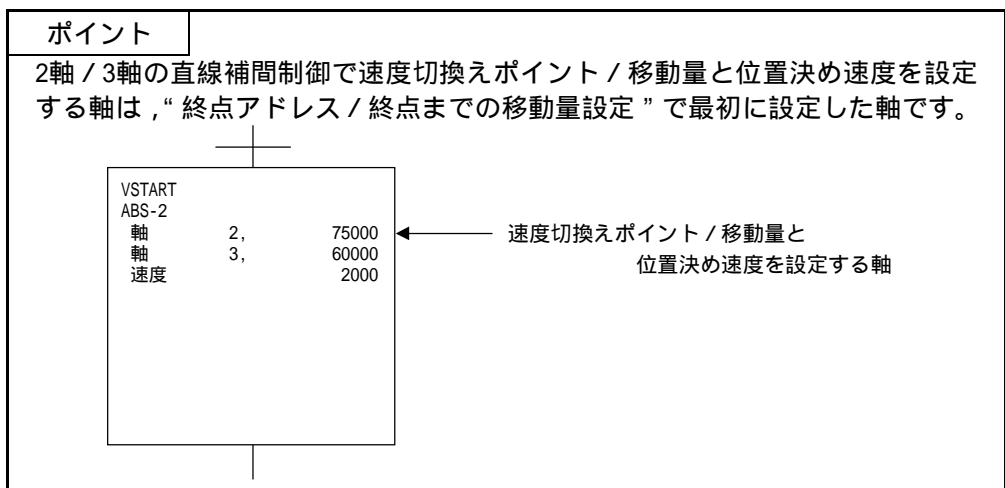 ポイント
2軸／3軸の直線補間制御で速度切換えポイント／移動量と位置決め速度を設定
する軸は，“終点アドレス／終点までの移動量設定”で最初に設定した軸です。
VSTART
ABS-2
軸 2, 75000
軸 3, 60000
速度 2000
速度切換えポイント／移動量と
位置決め速度を設定する軸